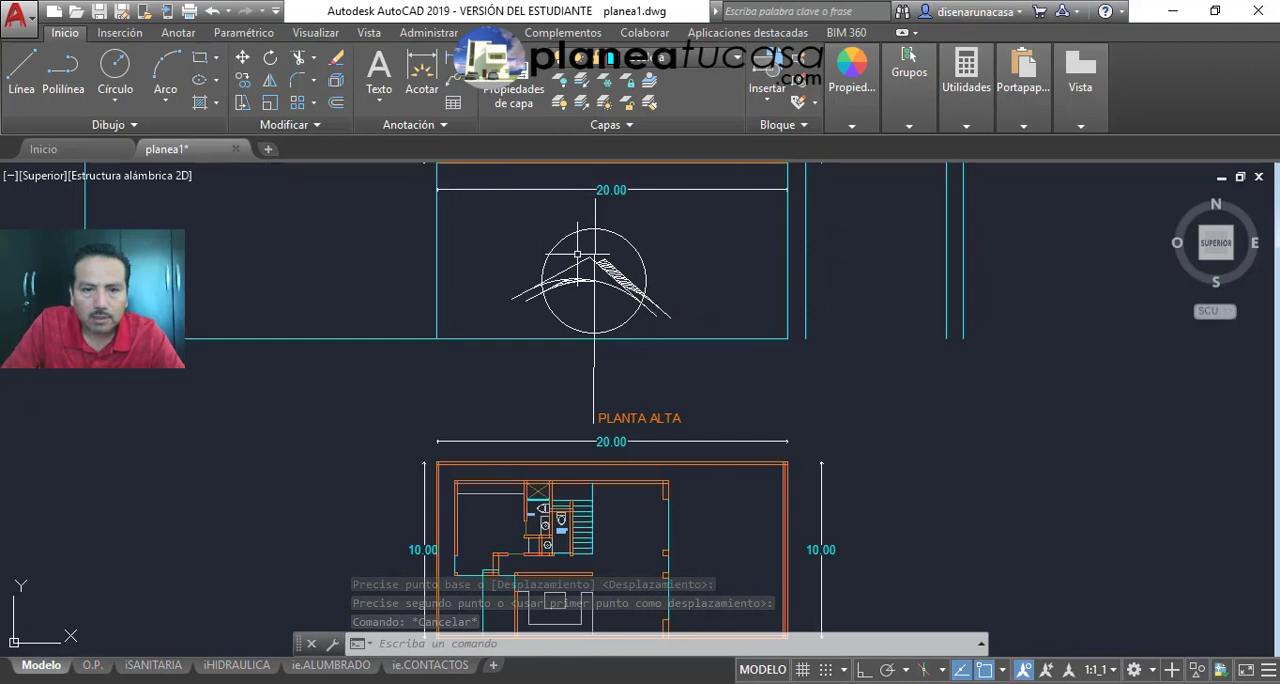 Autodesk AutoCAD 2019 - VERSIÓN DEL ESTUDIANTE planea1.dwg
Escriba palabra clave o frase
disenarunacasa
Inicio Inserción Anotar Paramétrico Visualizar Vista Administrar Complementos Colaborar Aplicaciones destacadas BIM 360
planeatucasa
.com
Línea Polilínea Círculo Arco Texto Acotar Propiedades de capa Insertar Propied... Grupos Utilidades Portapap... Vista
Dibujo Modificar Anotación Capas Bloque
Inicio planea1*
[−][Superior][Estructura alámbrica 2D]
20.00
N
O SUPERIOR E
S
SCU
PLANTA ALTA
20.00
10.00 10.00
Precise punto base o [Desplazamiento] <Desplazamiento>:
Precise segundo punto o <usar primer punto como desplazamiento>:
Comando: *Cancelar*
Escriba un comando
Y
X
Modelo O.P. iSANITARIA iHIDRAULICA ie.ALUMBRADO ie.CONTACTOS
MODELO 1:1_1